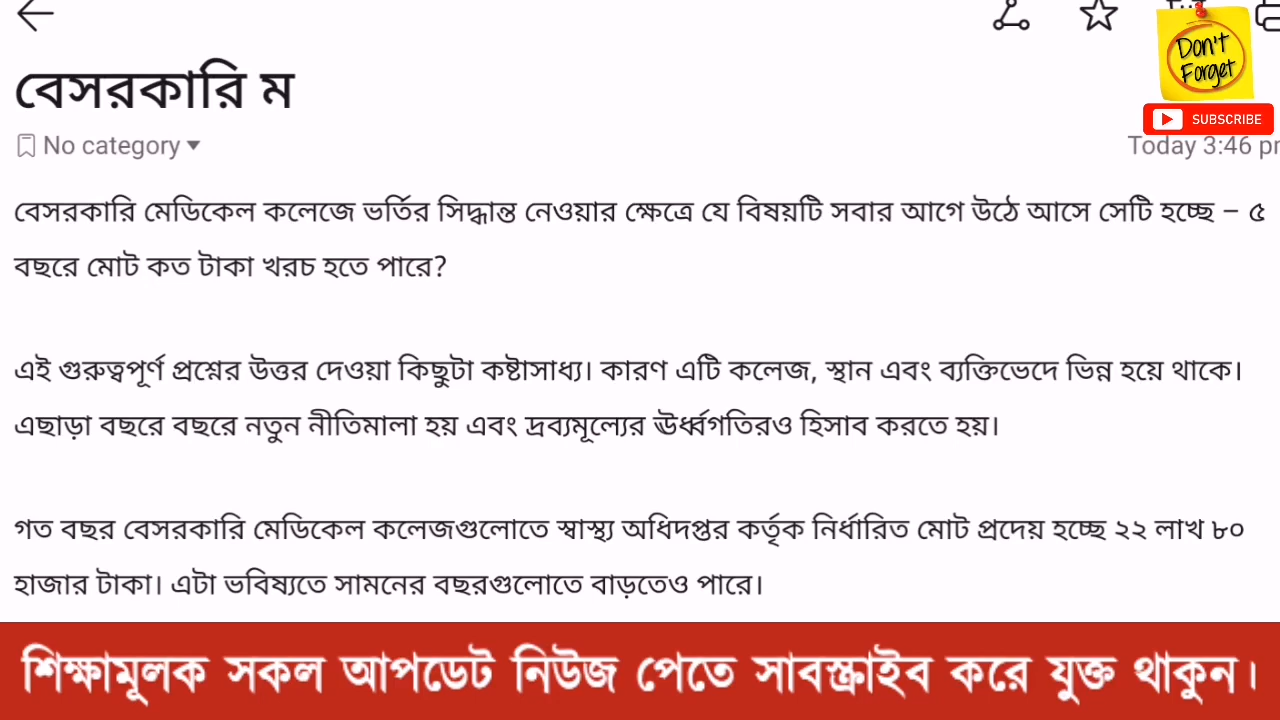 বেসরকারি ম
Don't
Forget
SUBSCRIBE
No category
Today 3:46
বেসরকারি মেডিকেল কলেজে ভর্তির সিদ্ধান্ত নেওয়ার ক্ষেত্রে যে বিষয়টি সবার আগে উঠে আসে সেটি হচ্ছে – ৫
বছরে মোট কত টাকা খরচ হতে পারে?
এই গুরুত্বপূর্ণ প্রশ্নের উত্তর দেওয়া কিছুটা কষ্টাসাধ্য। কারণ এটি কলেজ, স্থান এবং ব্যক্তিভেদে ভিন্ন হয়ে থাকে।
এছাড়া বছরে বছরে নতুন নীতিমালা হয় এবং দ্রব্যমূল্যের ঊর্ধ্বগতিরও হিসাব করতে হয়।
গত বছর বেসরকারি মেডিকেল কলেজগুলোতে স্বাস্থ্য অধিদপ্তর কর্তৃক নির্ধারিত মোট প্রদেয় হচ্ছে ২২ লাখ ৮০
হাজার টাকা। এটা ভবিষ্যতে সামনের বছরগুলোতে বাড়তেও পারে।
শিক্ষামূলক সকল আপডেট নিউজ পেতে সাবস্ক্রাইব করে যুক্ত থাকুন।